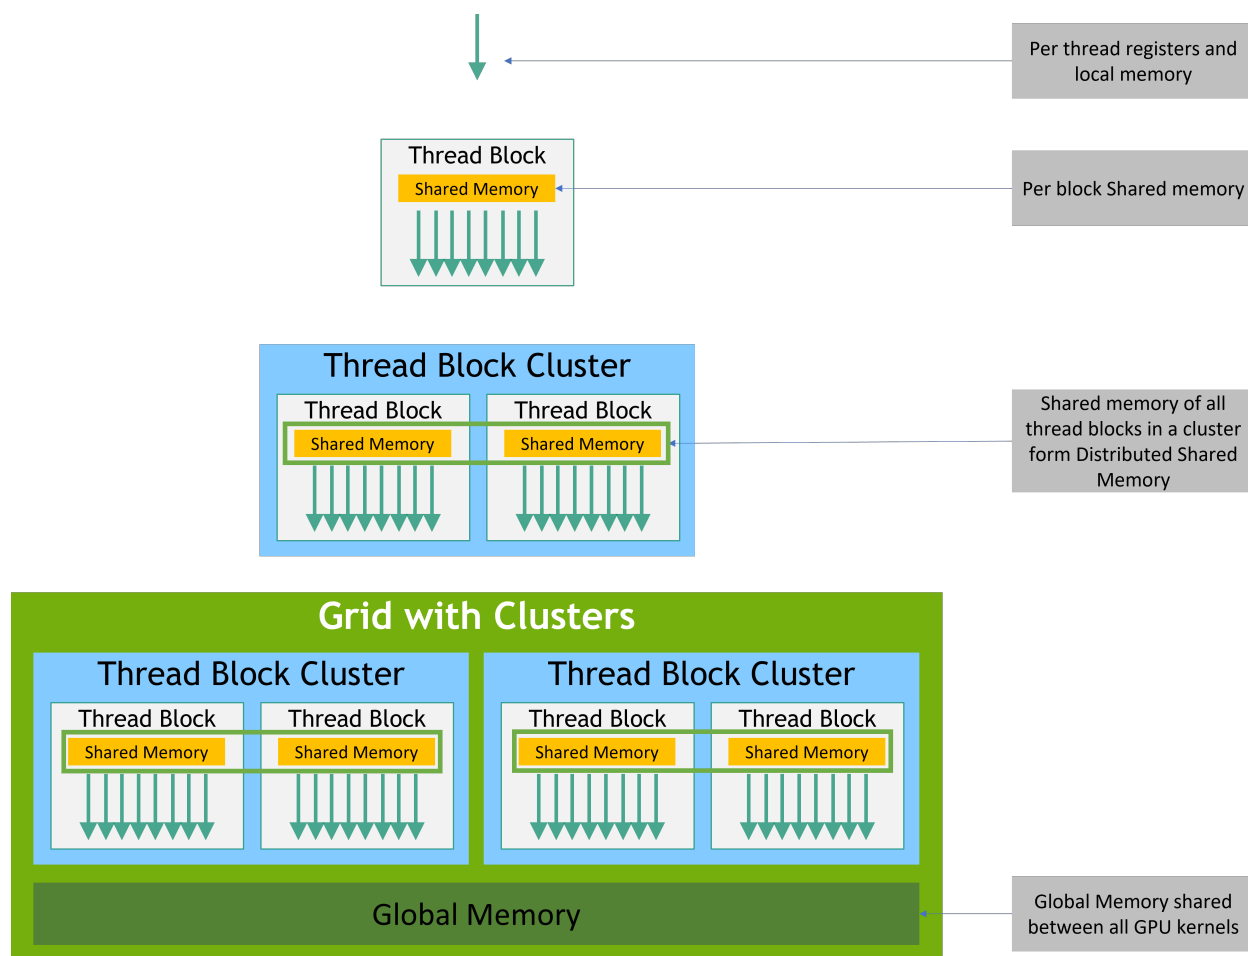 Per thread registers and
local memory
Thread Block
Shared Memory
Per block Shared memory
Thread Block Cluster
Thread Block
Thread Block
Shared Memory
Shared Memory
Shared memory of all
thread blocks in a cluster
form Distributed Shared
Memory
Grid with Clusters
Thread Block Cluster
Thread Block
Thread Block
Shared Memory
Shared Memory
Thread Block Cluster
Thread Block
Thread Block
Shared Memory
Shared Memory
Global Memory
Global Memory shared
between all GPU kernels